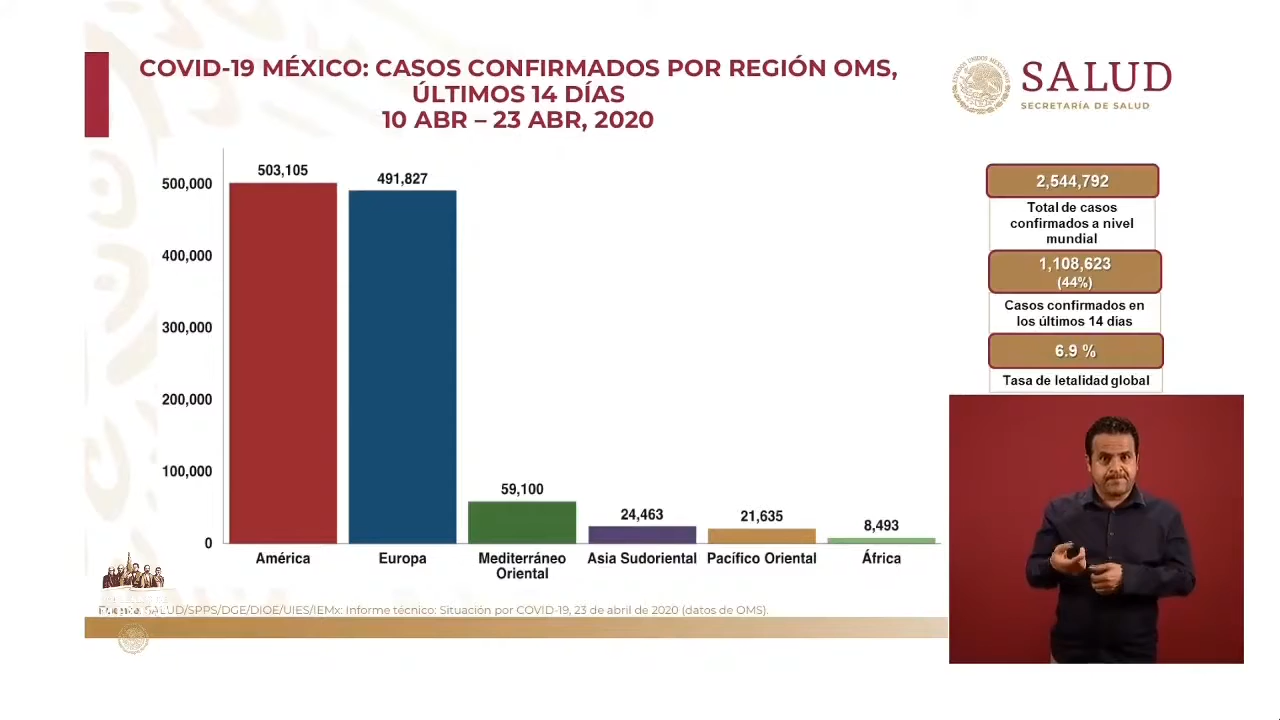 COVID-19 MÉXICO: CASOS CONFIRMADOS POR REGIÓN OMS,
ÚLTIMOS 14 DÍAS
10 ABR – 23 ABR, 2020
SALUD
SECRETARÍA DE SALUD
503,105
491,827
59,100
24,463
21,635
8,493
500,000
400,000
300,000
200,000
100,000
0
América
Europa
Mediterráneo
Oriental
Asia Sudoriental
Pacífico Oriental
África
2,544,792
Total de casos
confirmados a nivel
mundial
1,108,623
(44%)
Casos confirmados en
los últimos 14 días
6.9 %
Tasa de letalidad global
SALUD/SPPS/DGE/DIOE/UIES/IEMx: Informe técnico: Situación por COVID-19, 23 de abril de 2020 (datos de OMS).